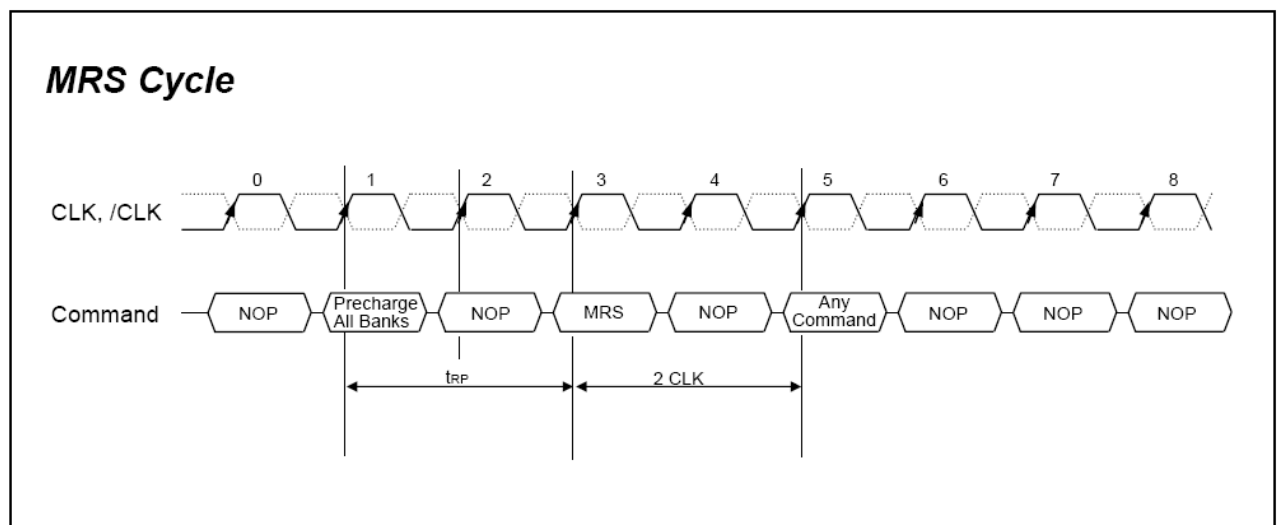 MRS Cycle
0 1 2 3 4 5 6 7 8
CLK, /CLK
Command
NOP
Precharge
All Banks
NOP
MRS
NOP
Any
Command
NOP
NOP
NOP
tRP
2 CLK